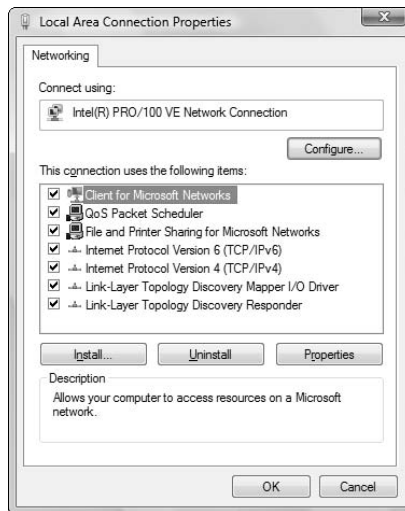 Local Area Connection Properties
Networking
Connect using:
Intel(R) PRO/100 VE Network Connection
Configure...
This connection uses the following items:
Client for Microsoft Networks
QoS Packet Scheduler
File and Printer Sharing for Microsoft Networks
Internet Protocol Version 6 (TCP/IPv6)
Internet Protocol Version 4 (TCP/IPv4)
Link-Layer Topology Discovery Mapper I/O Driver
Link-Layer Topology Discovery Responder
Install... Uninstall Properties
Description
Allows your computer to access resources on a Microsoft
network.
OK Cancel